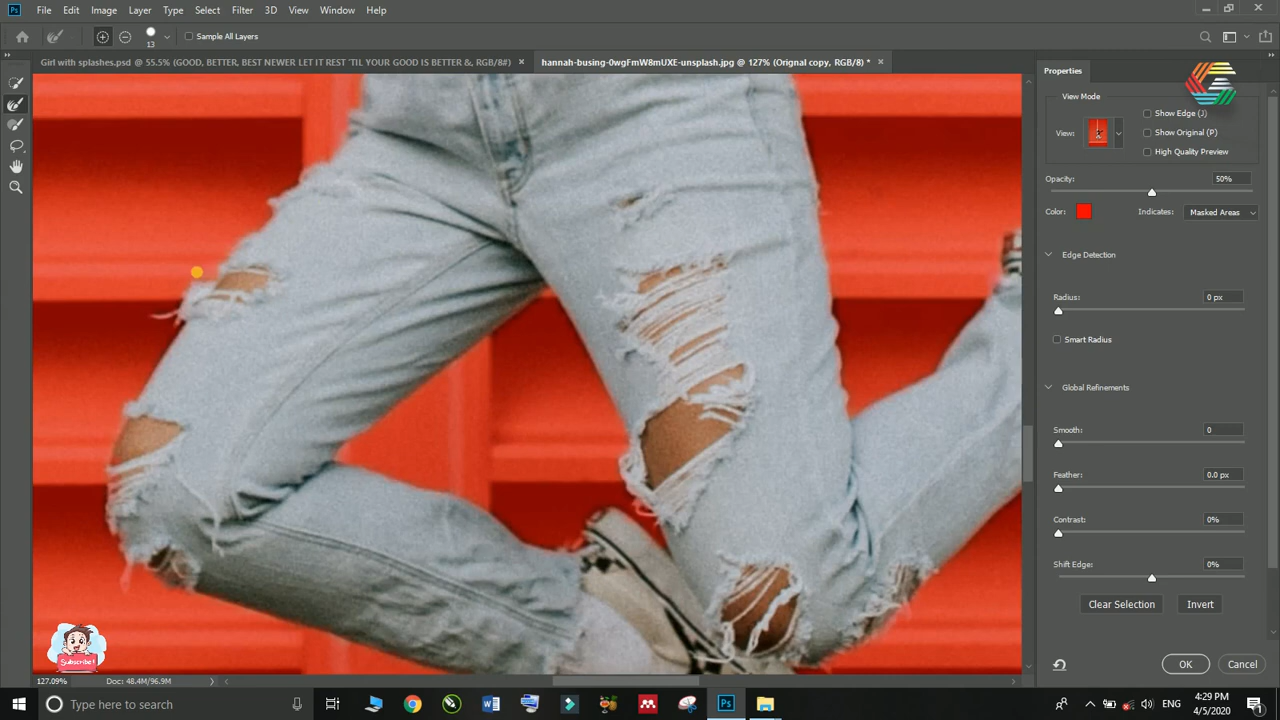 Ps File Edit Image Layer Type Select Filter 3D View Window Help
13 Sample All Layers
Girl with splashes.psd @ 55.5% (GOOD, BETTER, BEST NEWER LET IT REST 'TIL YOUR GOOD IS BETTER &, RGB/8#) × hannah-busing-0wgFmW8mUXE-unsplash.jpg @ 127% (Orignal copy, RGB/8) * ×
Properties
View Mode
Show Edge (J)
View: Show Original (P)
High Quality Preview
Opacity: 50%
Color: Indicates: Masked Areas
Edge Detection
Radius: 0 px
Smart Radius
Global Refinements
Smooth: 0
Feather: 0.0 px
Contrast: 0%
Shift Edge: 0%
Clear Selection Invert
Subscribe!
OK Cancel
127.09% Doc: 48.4M/96.9M
Type here to search
W Ps
4:29 PM
4/5/2020
1